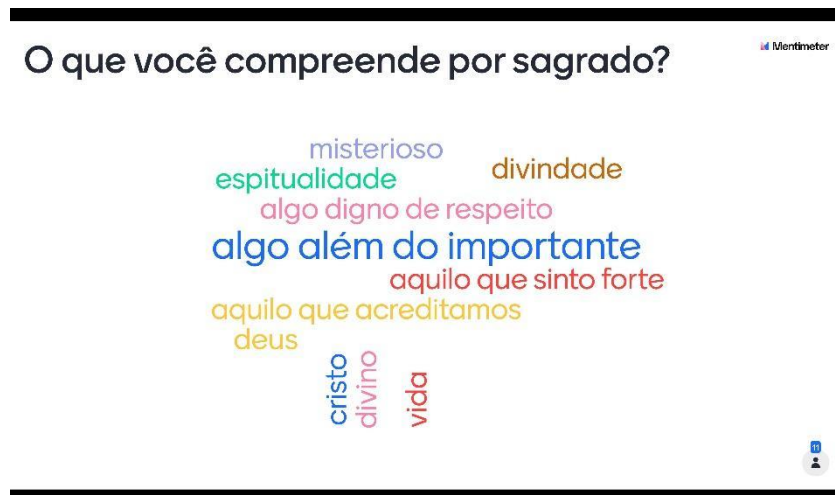 O que você compreende por sagrado?
Mentimeter
misterioso
divindade
espitualidade
algo digno de respeito
algo além do importante
aquilo que sinto forte
aquilo que acreditamos
deus
cristo
divino
vida
11